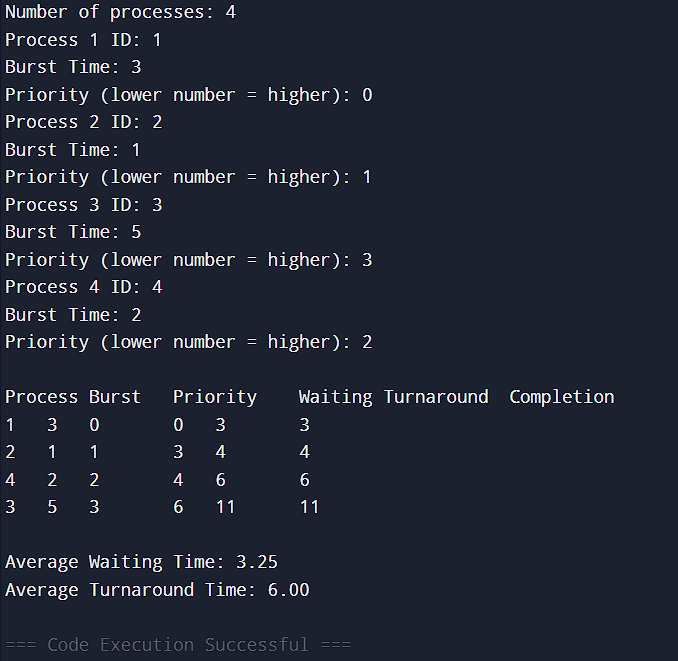 Number of processes: 4
Process 1 ID: 1
Burst Time: 3
Priority (lower number = higher): 0
Process 2 ID: 2
Burst Time: 1
Priority (lower number = higher): 1
Process 3 ID: 3
Burst Time: 5
Priority (lower number = higher): 3
Process 4 ID: 4
Burst Time: 2
Priority (lower number = higher): 2
Process Burst   Priority    Waiting Turnaround  Completion
1   3   0       0   3       3
2   1   1       3   4       4
4   2   2       4   6       6
3   5   3       6   11      11
Average Waiting Time: 3.25
Average Turnaround Time: 6.00
=== Code Execution Successful ===